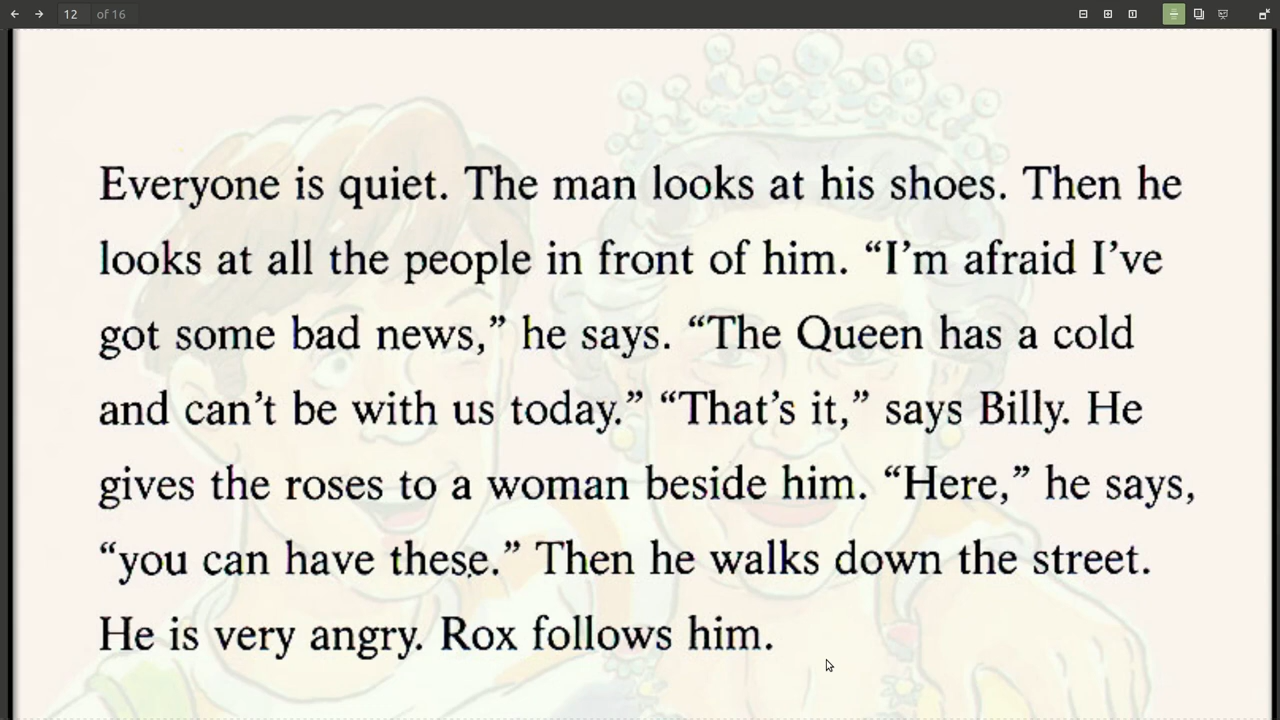 12 of 16
Everyone is quiet. The man looks at his shoes. Then he
looks at all the people in front of him. “I’m afraid I’ve
got some bad news,” he says. “The Queen has a cold
and can’t be with us today.” “That’s it,” says Billy. He
gives the roses to a woman beside him. “Here,” he says,
“you can have these.” Then he walks down the street.
He is very angry. Rox follows him.